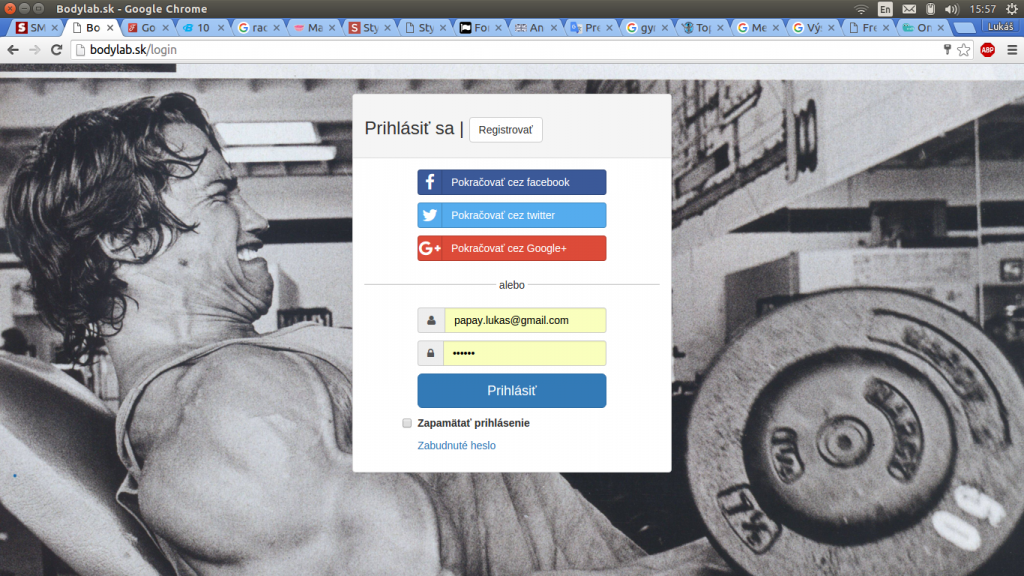 Bodylab.sk - Google Chrome
En
15:57
SM
Bo
Go
10
rac
Ma
Sty
Sty
Fo
An
Pre
gy
Top
Me
Vý
Fre
On
Lukáš
bodylab.sk/login
ABP
Prihlásiť sa | Registrovať
Pokračovať cez facebook
Pokračovať cez twitter
G+ Pokračovať cez Google+
alebo
papay.lukas@gmail.com
••••••
Prihlásiť
Zapamätať prihlásenie
Zabudnuté heslo